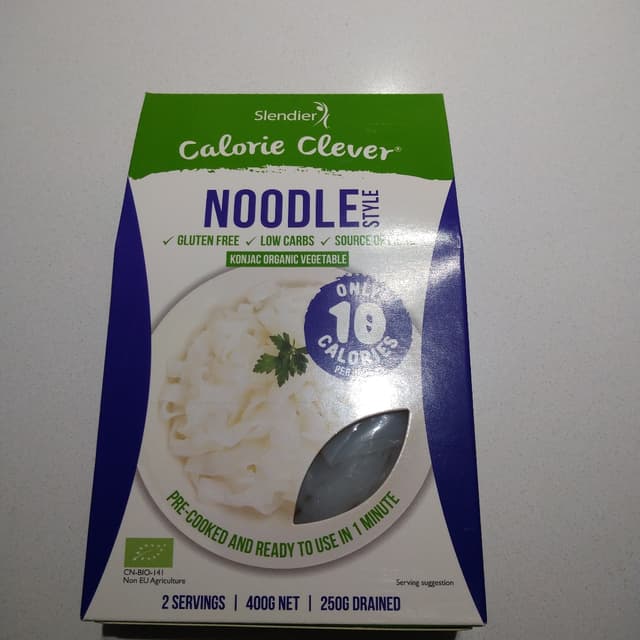 Slendier
Calorie Clever®
NOODLE STYLE
✓ GLUTEN FREE ✓ LOW CARBS ✓ SOURCE OF
KONJAC ORGANIC VEGETABLE
ONLY
10
CALORIES
PER
PRE-COOKED AND READY TO USE IN 1 MINUTE
CN-BIO-141
Non EU Agriculture
Serving suggestion
2 SERVINGS | 400G NET | 250G DRAINED